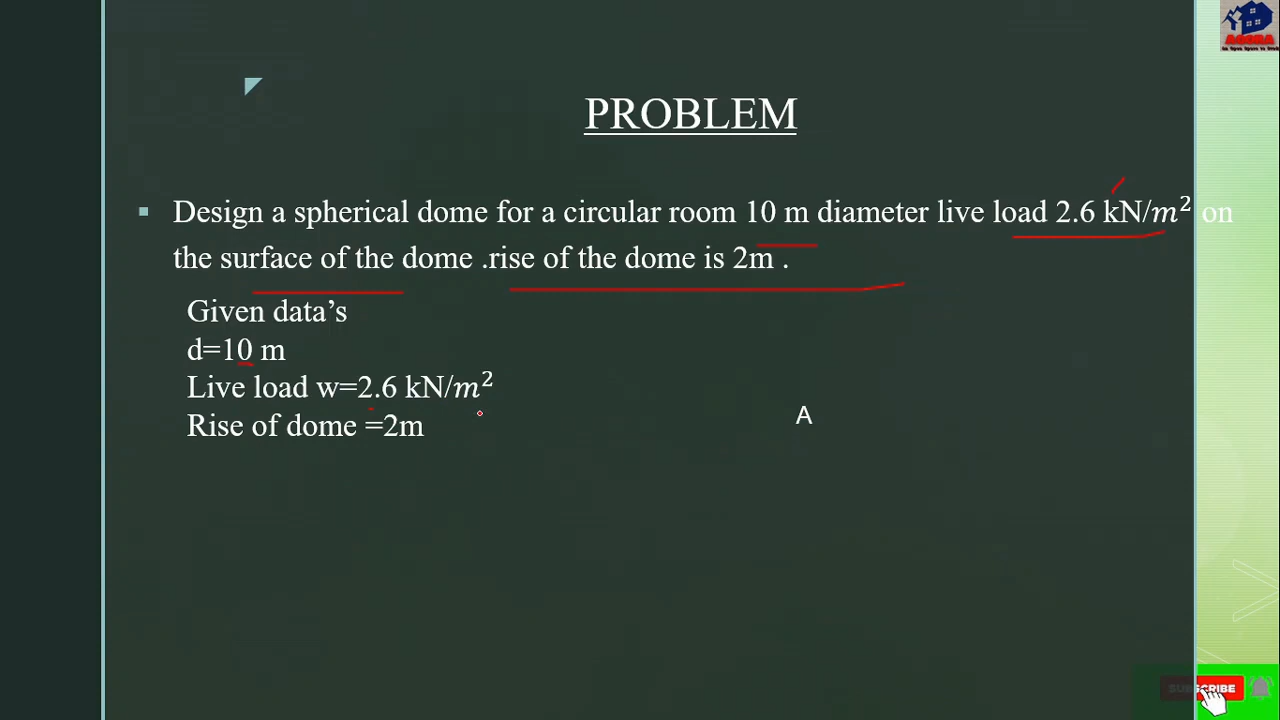 PROBLEM
Design a spherical dome for a circular room 10 m diameter live load 2.6 kN/m² on
the surface of the dome .rise of the dome is 2m .
Given data's
d=10 m
Live load w=2.6 kN/m²
Rise of dome =2m
A
AGORA
SUBSCRIBE